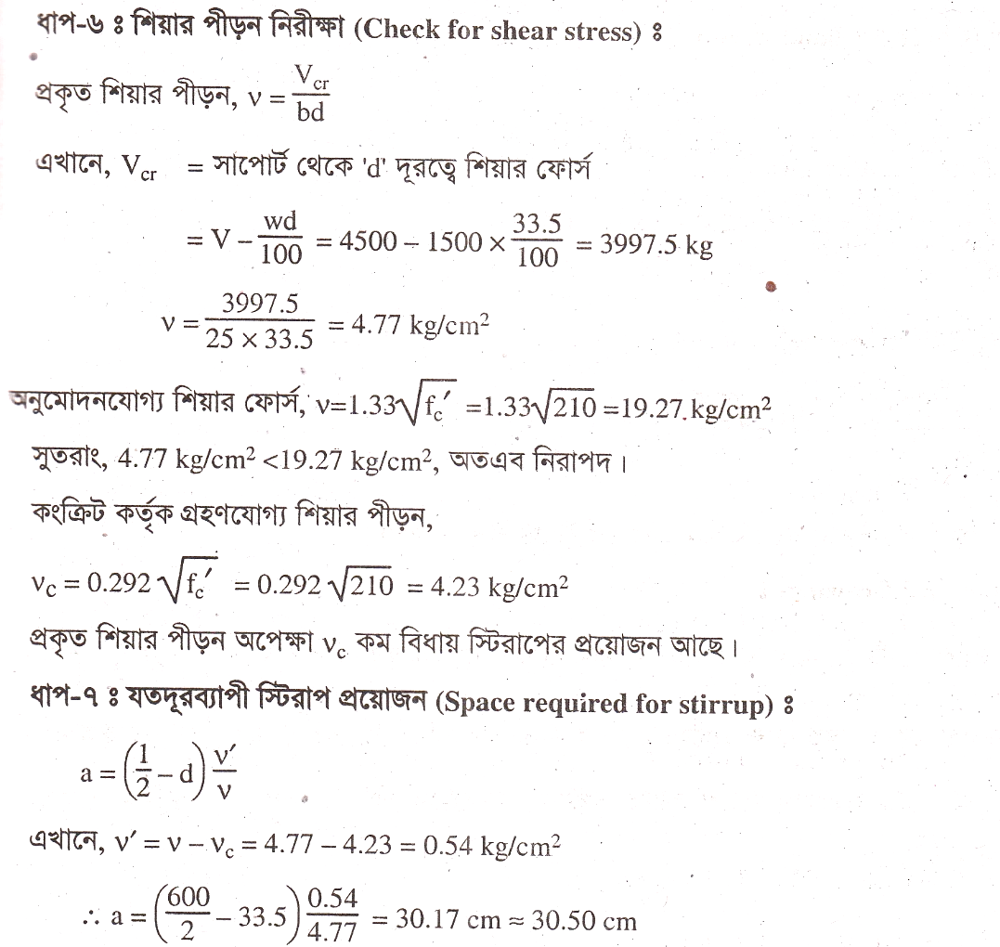 ধাপ-৬ ঃ শিয়ার পীড়ন নিরীক্ষা (Check for shear stress) ঃ
প্রকৃত শিয়ার পীড়ন, v = V_cr / bd
এখানে, V_cr = সাপোর্ট থেকে 'd' দূরত্বে শিয়ার ফোর্স
= V – wd/100 = 4500 – 1500 × 33.5/100 = 3997.5 kg
v = 3997.5 / (25 × 33.5) = 4.77 kg/cm²
অনুমোদনযোগ্য শিয়ার ফোর্স, v=1.33√f_c′ =1.33√210 =19.27 kg/cm²
সুতরাং, 4.77 kg/cm² <19.27 kg/cm², অতএব নিরাপদ।
কংক্রিট কর্তৃক গ্রহণযোগ্য শিয়ার পীড়ন,
v_C = 0.292 √f_c′ = 0.292 √210 = 4.23 kg/cm²
প্রকৃত শিয়ার পীড়ন অপেক্ষা v_c কম বিধায় স্টিরাপের প্রয়োজন আছে।
ধাপ-৭ ঃ যতদূরব্যাপী স্টিরাপ প্রয়োজন (Space required for stirrup) ঃ
a = (1/2 – d) v′/v
এখানে, v′ = v – v_c = 4.77 – 4.23 = 0.54 kg/cm²
∴ a = (600/2 – 33.5) 0.54/4.77 = 30.17 cm ≈ 30.50 cm